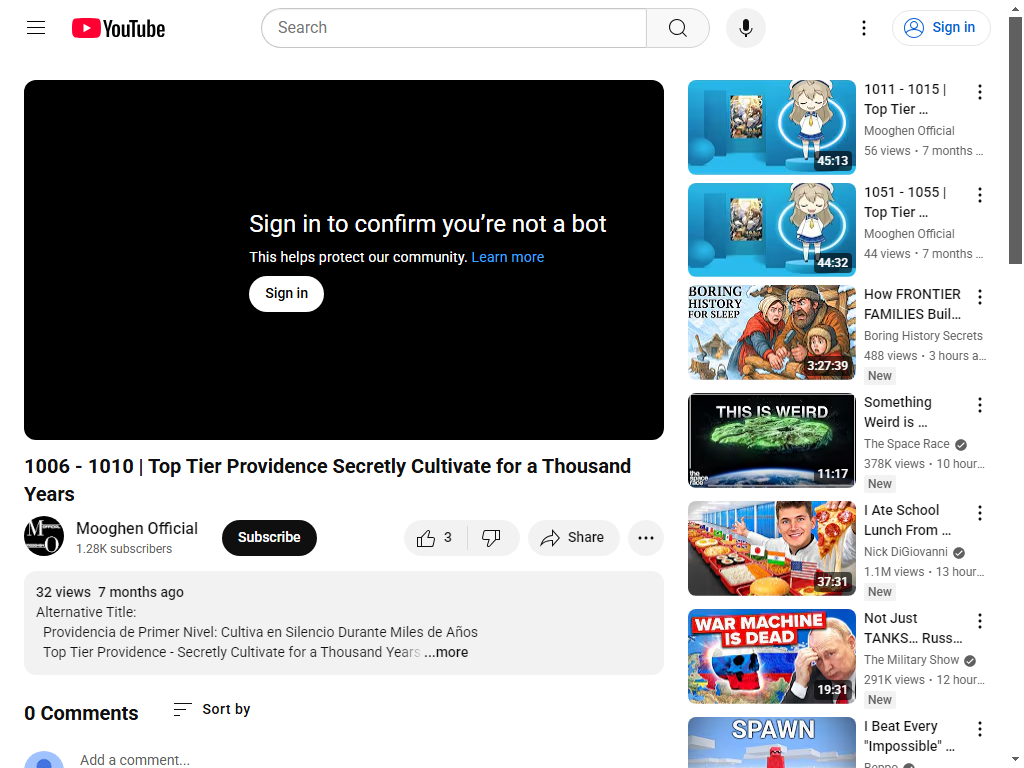 YouTube
Search
Sign in
Sign in to confirm you’re not a bot
This helps protect our community. Learn more
Sign in
1006 - 1010 | Top Tier Providence Secretly Cultivate for a Thousand
Years
Mooghen Official
1.28K subscribers
Subscribe
3
Share
32 views 7 months ago
Alternative Title:
Providencia de Primer Nivel: Cultiva en Silencio Durante Miles de Años
Top Tier Providence - Secretly Cultivate for a Thousand Years ...more
0 Comments
Sort by
Add a comment...
45:13
1011 - 1015 |
Top Tier ...
Mooghen Official
56 views • 7 months ...
44:32
1051 - 1055 |
Top Tier ...
Mooghen Official
44 views • 7 months ...
BORING
HISTORY
FOR SLEEP
3:27:39
How FRONTIER
FAMILIES Buil...
Boring History Secrets
488 views • 3 hours a...
New
THIS IS WEIRD
the space race
11:17
Something
Weird is ...
The Space Race
378K views • 10 hour...
New
37:31
I Ate School
Lunch From ...
Nick DiGiovanni
1.1M views • 13 hour...
New
WAR MACHINE
IS DEAD
19:31
Not Just
TANKS... Russ...
The Military Show
291K views • 12 hour...
New
SPAWN
I Beat Every
"Impossible" ...